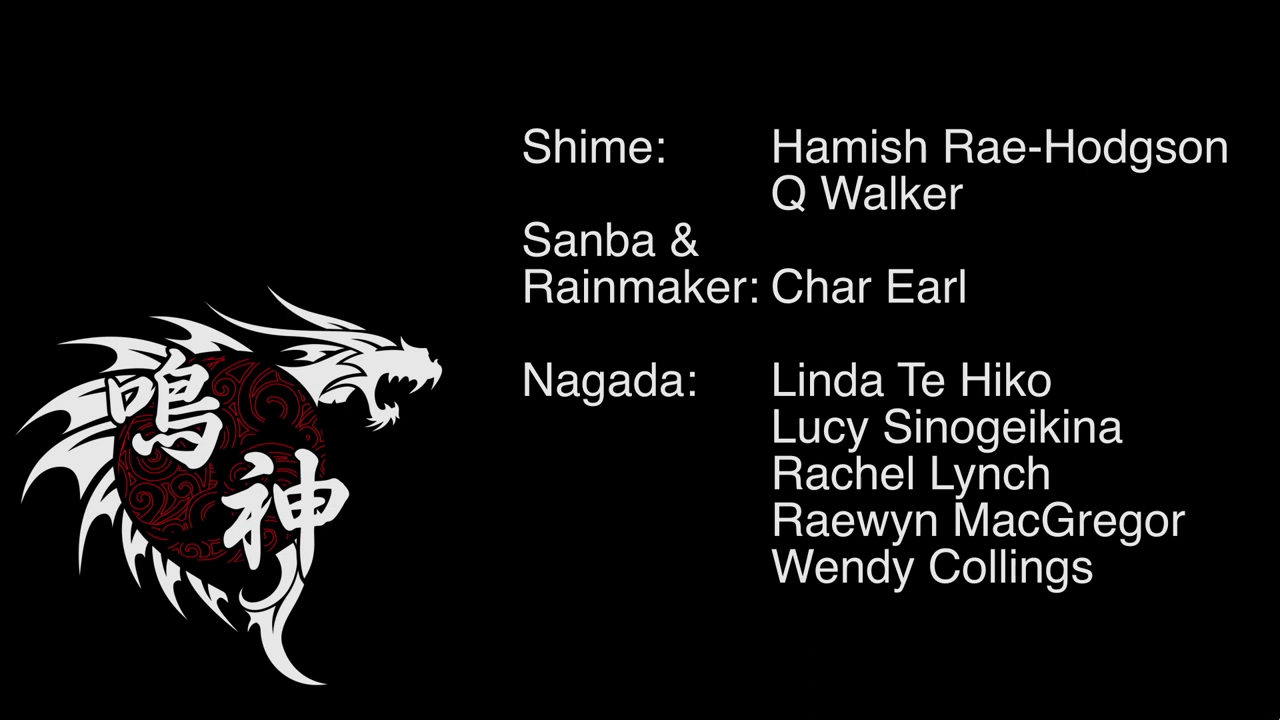 Shime: Hamish Rae-Hodgson
Q Walker
Sanba &
Rainmaker: Char Earl
Nagada: Linda Te Hiko
Lucy Sinogeikina
Rachel Lynch
Raewyn MacGregor
Wendy Collings
鳴神